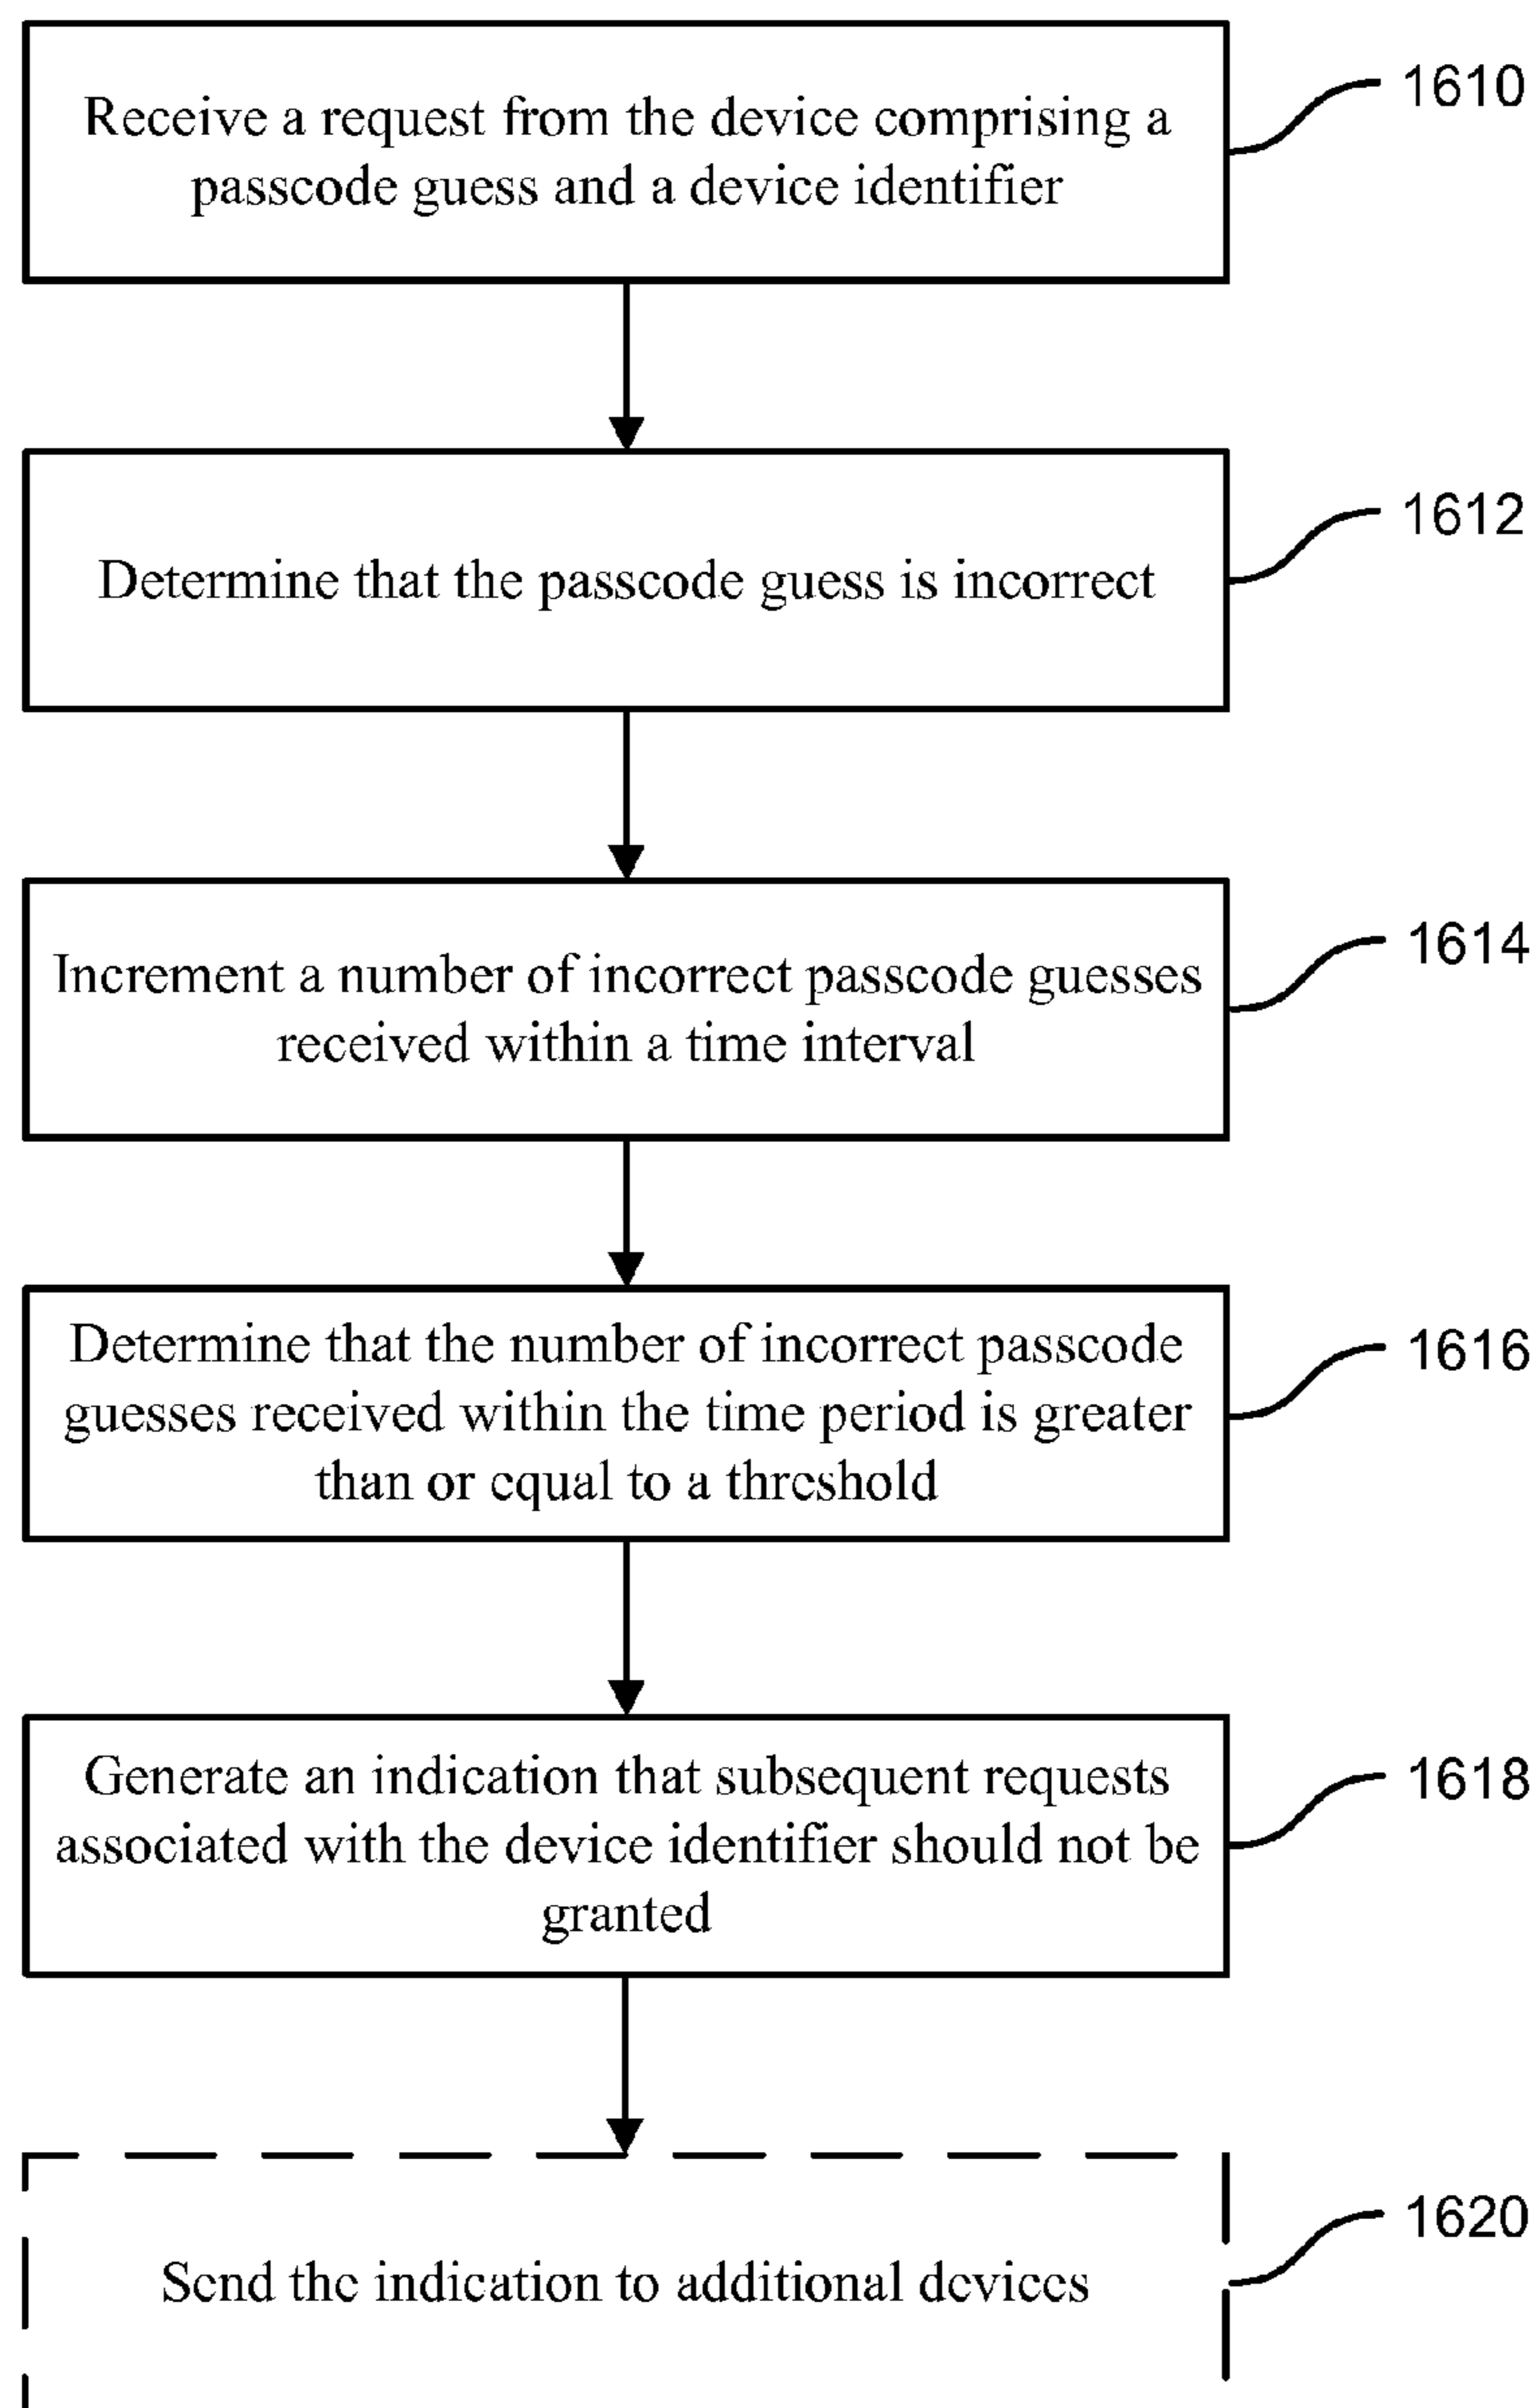 Receive a request from the device comprising a
passcode guess and a device identifier
1610
Determine that the passcode guess is incorrect
1612
Increment a number of incorrect passcode guesses
received within a time interval
1614
Determine that the number of incorrect passcode
guesses received within the time period is greater
than or equal to a threshold
1616
Generate an indication that subsequent requests
associated with the device identifier should not be
granted
1618
Send the indication to additional devices
1620